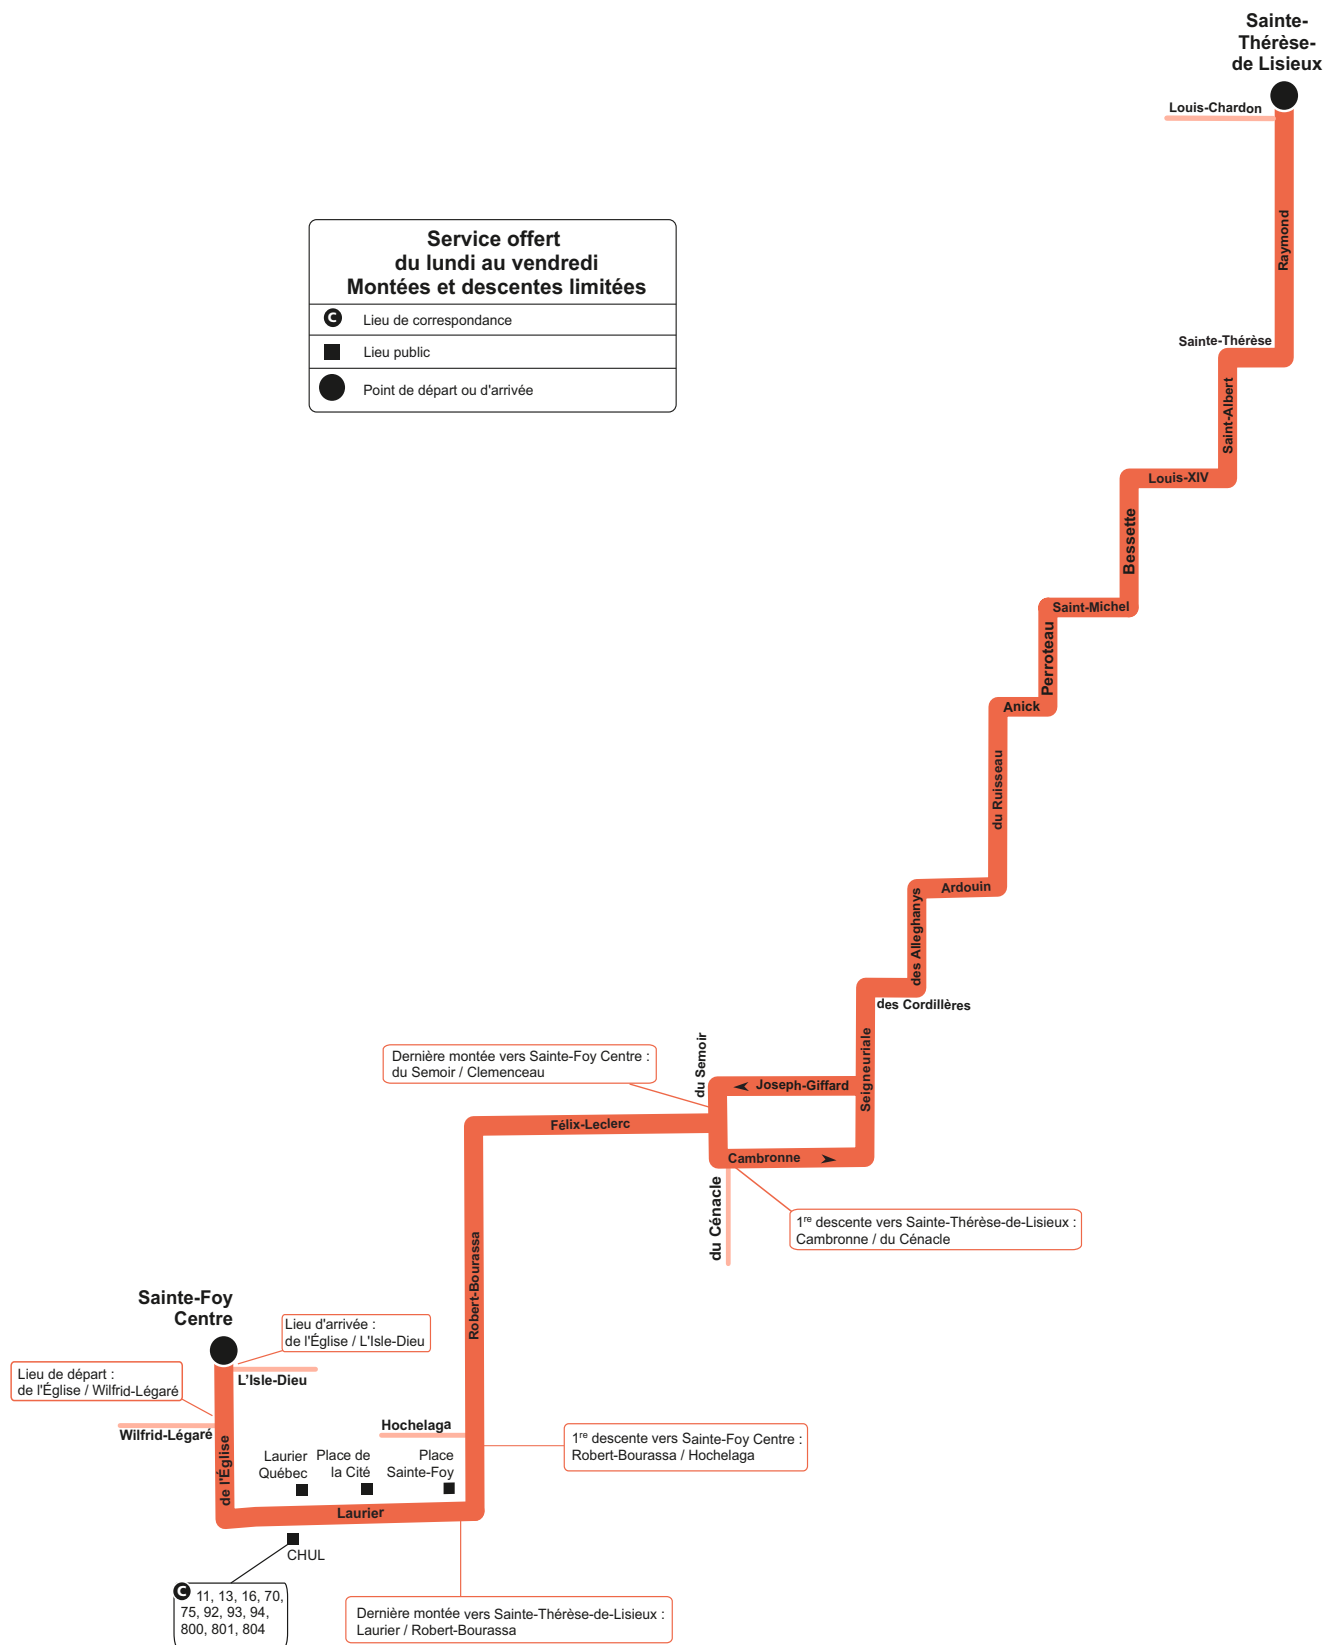 Sainte-
Thérèse-
de Lisieux
Louis-Chardon
Raymond
Service offert
du lundi au vendredi
Montées et descentes limitées
C Lieu de correspondance
Lieu public
Point de départ ou d'arrivée
Sainte-Thérèse
Saint-Albert
Louis-XIV
Bessette
Saint-Michel
Perroteau
Anick
du Ruisseau
Ardouin
des Alleghanys
des Cordillères
Seigneuriale
Dernière montée vers Sainte-Foy Centre :
du Semoir / Clemenceau
du Semoir
Joseph-Giffard
Félix-Leclerc
Cambronne
du Cénacle
1re descente vers Sainte-Thérèse-de-Lisieux :
Cambronne / du Cénacle
Robert-Bourassa
Sainte-Foy
Centre
Lieu d'arrivée :
de l'Église / L'Isle-Dieu
Lieu de départ :
de l'Église / Wilfrid-Légaré
L'Isle-Dieu
Wilfrid-Légaré
de l'Église
Hochelaga
1re descente vers Sainte-Foy Centre :
Robert-Bourassa / Hochelaga
Laurier
Québec
Place de
la Cité
Place
Sainte-Foy
Laurier
CHUL
C 11, 13, 16, 70,
75, 92, 93, 94,
800, 801, 804
Dernière montée vers Sainte-Thérèse-de-Lisieux :
Laurier / Robert-Bourassa